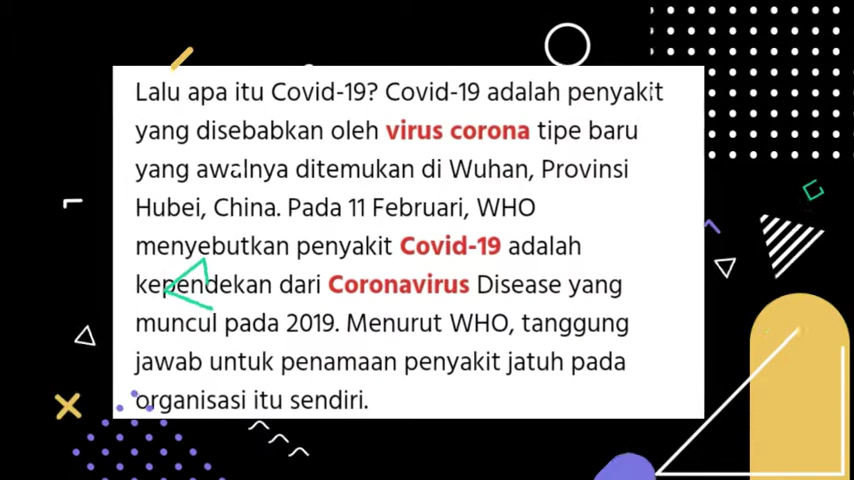 Lalu apa itu Covid-19? Covid-19 adalah penyakit
yang disebabkan oleh virus corona tipe baru
yang awalnya ditemukan di Wuhan, Provinsi
Hubei, China. Pada 11 Februari, WHO
menyebutkan penyakit Covid-19 adalah
kependekan dari Coronavirus Disease yang
muncul pada 2019. Menurut WHO, tanggung
jawab untuk penamaan penyakit jatuh pada
organisasi itu sendiri.